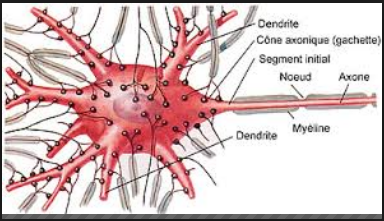 Dendrite
Cône axonique (gachette)
Segment initial
Noeud
Axone
Myéline
Dendrite